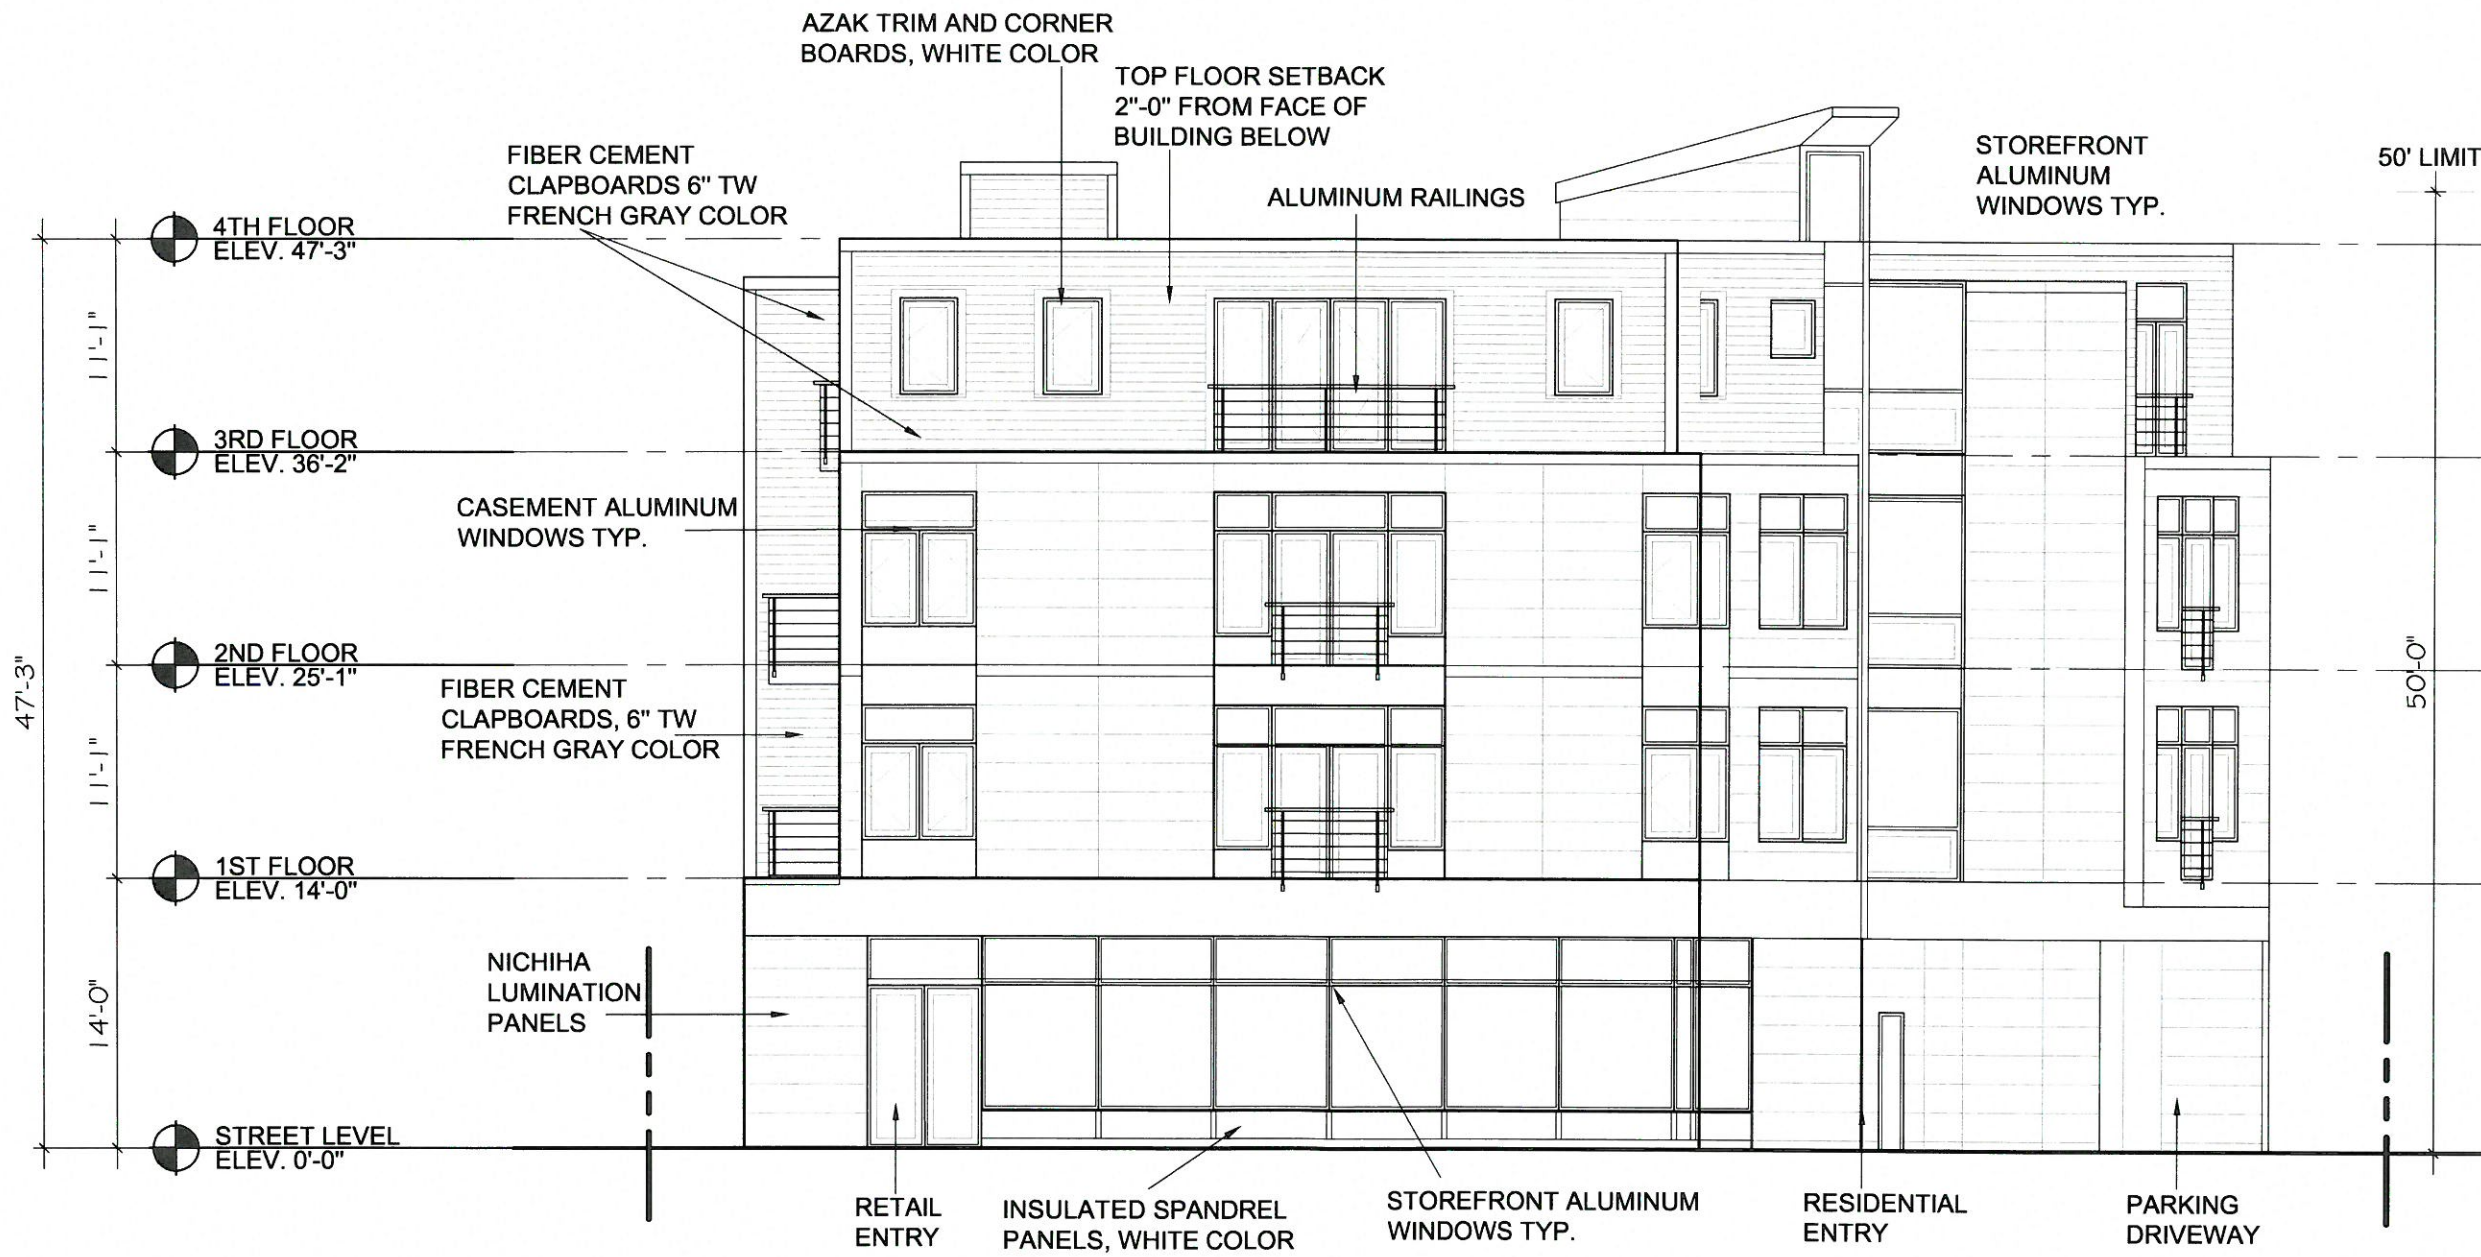 AZAK TRIM AND CORNER
BOARDS, WHITE COLOR
TOP FLOOR SETBACK
2"-0" FROM FACE OF
BUILDING BELOW
FIBER CEMENT
CLAPBOARDS 6" TW
FRENCH GRAY COLOR
ALUMINUM RAILINGS
STOREFRONT
ALUMINUM
WINDOWS TYP.
50' LIMIT
4TH FLOOR
ELEV. 47'-3"
11'-1"
3RD FLOOR
ELEV. 36'-2"
CASEMENT ALUMINUM
WINDOWS TYP.
11'-1"
2ND FLOOR
ELEV. 25'-1"
47'-3"
50'-0"
FIBER CEMENT
CLAPBOARDS, 6" TW
FRENCH GRAY COLOR
11'-1"
1ST FLOOR
ELEV. 14'-0"
NICHIHA
LUMINATION
PANELS
14'-0"
STREET LEVEL
ELEV. 0'-0"
RETAIL
ENTRY
INSULATED SPANDREL
PANELS, WHITE COLOR
STOREFRONT ALUMINUM
WINDOWS TYP.
RESIDENTIAL
ENTRY
PARKING
DRIVEWAY